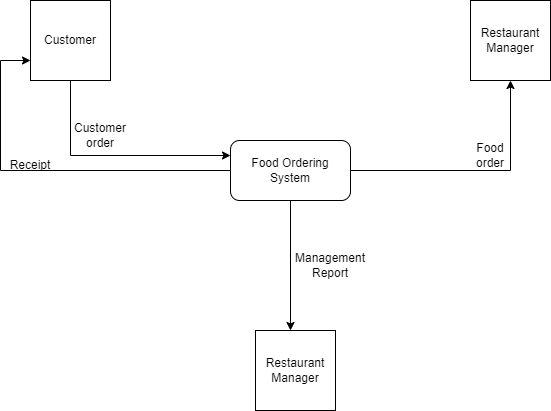 Customer
Restaurant
Manager
Customer
order
Food
order
Receipt
Food Ordering
System
Management
Report
Restaurant
Manager